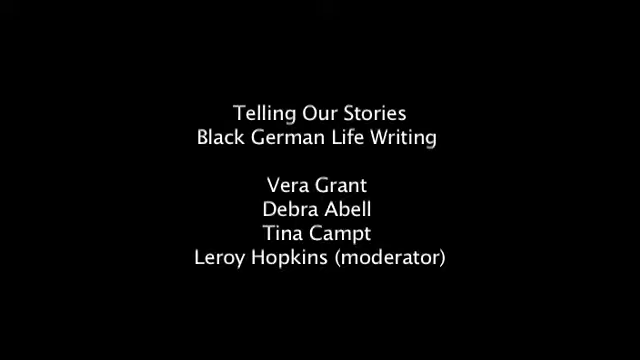 Telling Our Stories
Black German Life Writing
Vera Grant
Debra Abell
Tina Campt
Leroy Hopkins (moderator)